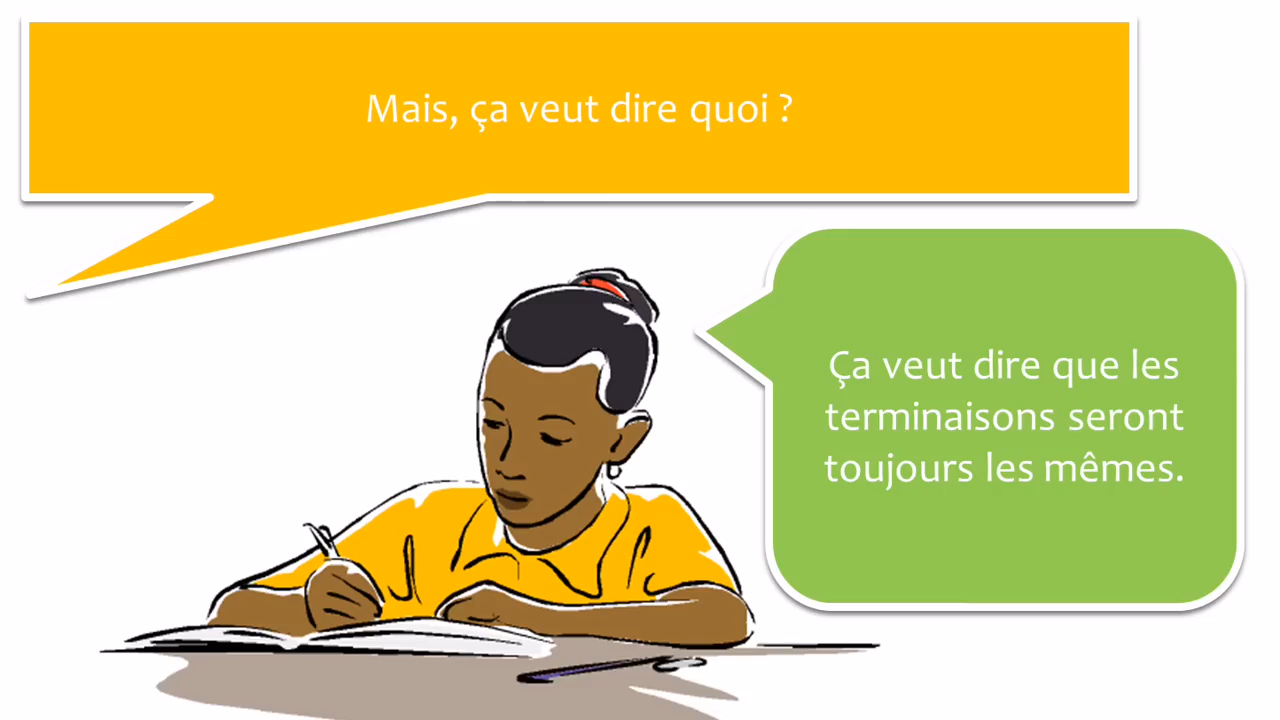 Mais, ça veut dire quoi ?
Ça veut dire que les
terminaisons seront
toujours les mêmes.